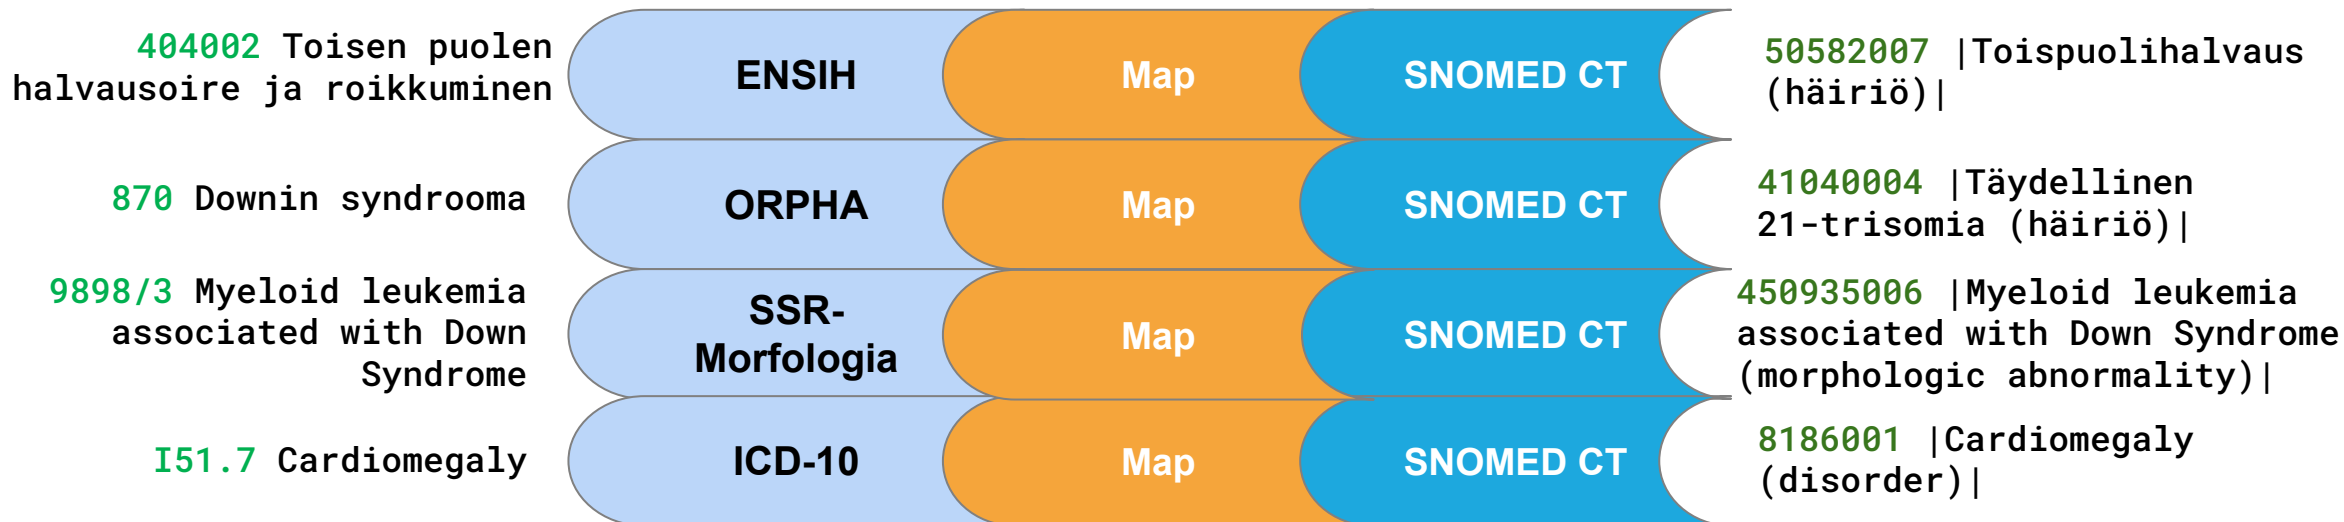 404002 Toisen puolen
halvausoire ja roikkuminen
ENSIH
Map
SNOMED CT
50582007 |Toispuolihalvaus
(häiriö)|
870 Downin syndrooma
ORPHA
Map
SNOMED CT
41040004 |Täydellinen
21-trisomia (häiriö)|
9898/3 Myeloid leukemia
associated with Down
Syndrome
SSR-
Morfologia
Map
SNOMED CT
450935006 |Myeloid leukemia
associated with Down Syndrome
(morphologic abnormality)|
I51.7 Cardiomegaly
ICD-10
Map
SNOMED CT
8186001 |Cardiomegaly
(disorder)|